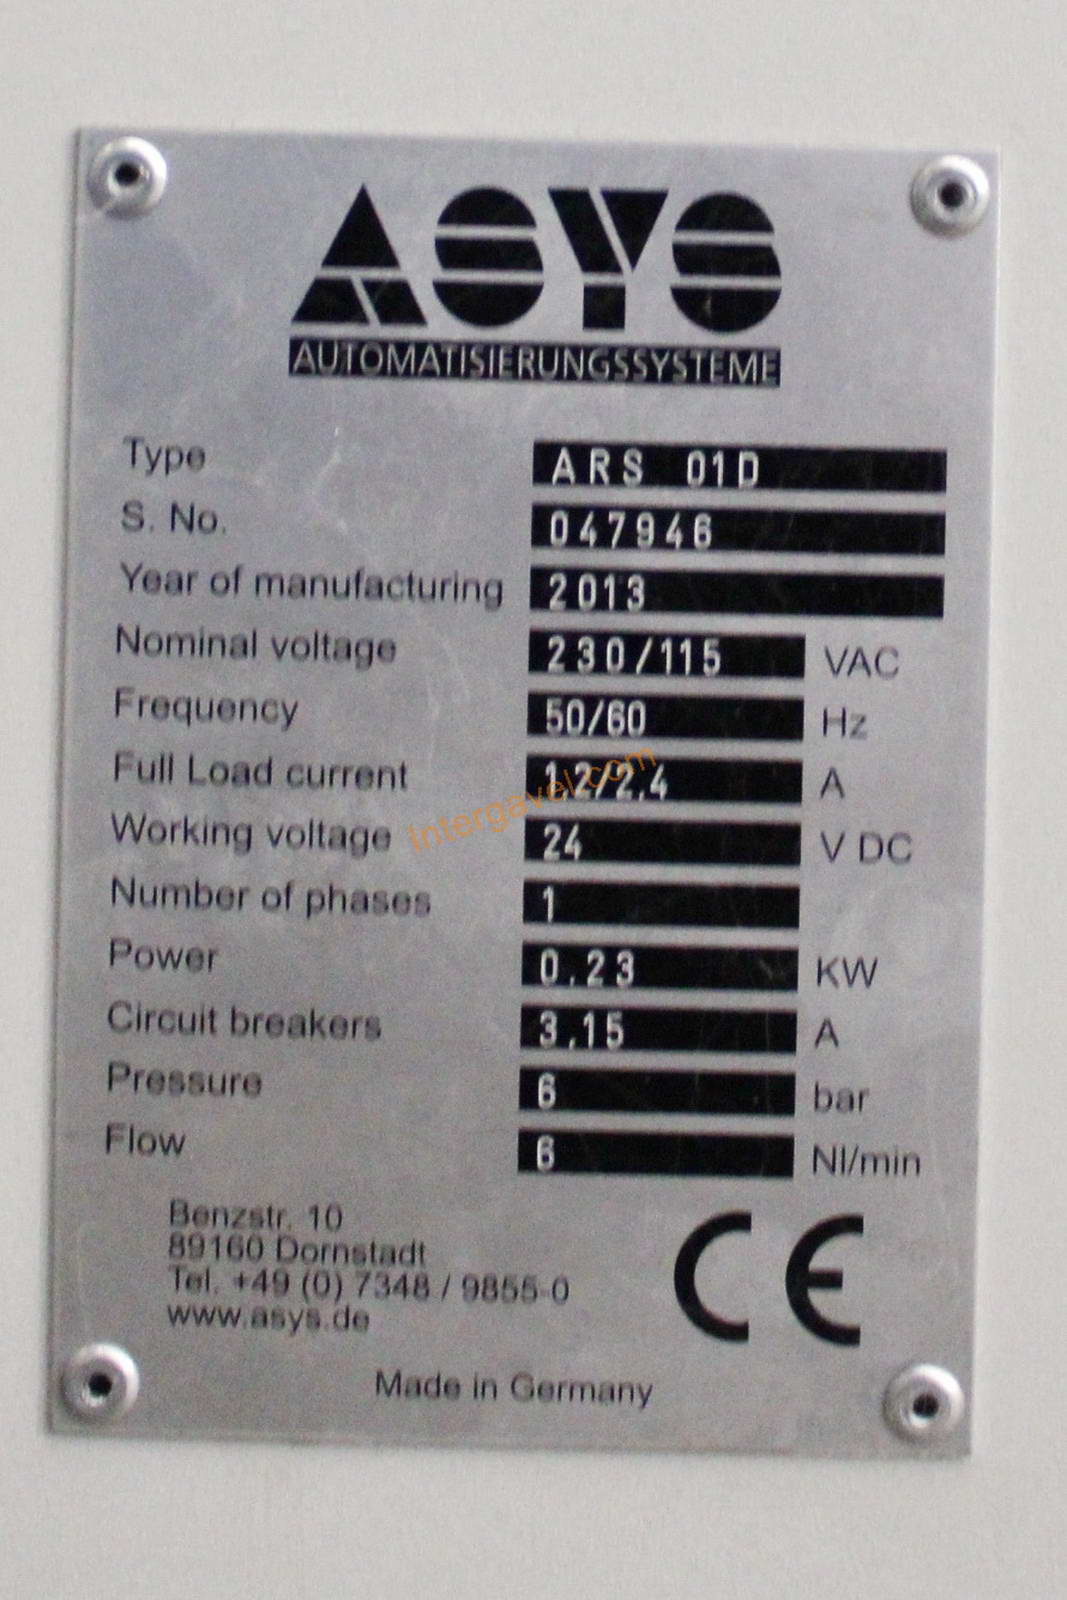 ASYS
AUTOMATISIERUNGSSYSTEME
Type ARS 01D
S. No. 047946
Year of manufacturing 2013
Nominal voltage 230/115 VAC
Frequency 50/60 Hz
Full Load current 1,2/2,4 A
Working voltage 24 V DC
Number of phases 1
Power 0,23 KW
Circuit breakers 3,15 A
Pressure 6 bar
Flow 6 Nl/min
Benzstr. 10
89160 Dornstadt
Tel. +49 (0) 7348 / 9855-0
www.asys.de
CE
Made in Germany
Intergavel.com